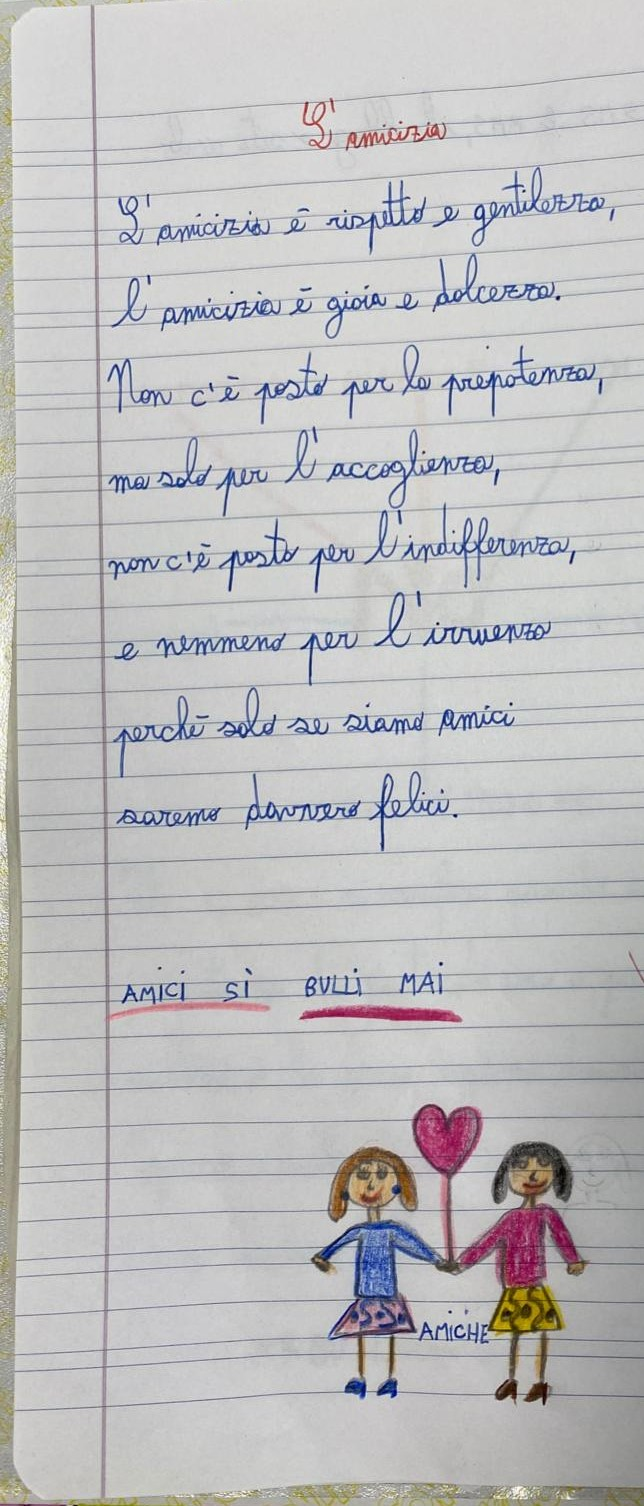 L'amicizia
L'amicizia è rispetto e gentilezza,
l'amicizia è gioia e dolcezza.
Non c'è posto per la prepotenza,
ma solo per l'accoglienza,
non c'è posto per l'indifferenza,
e nemmeno per l'irruenza
perchè solo se siamo amici
saremo davvero felici.
AMICI SÌ BULLI MAI
AMICHE